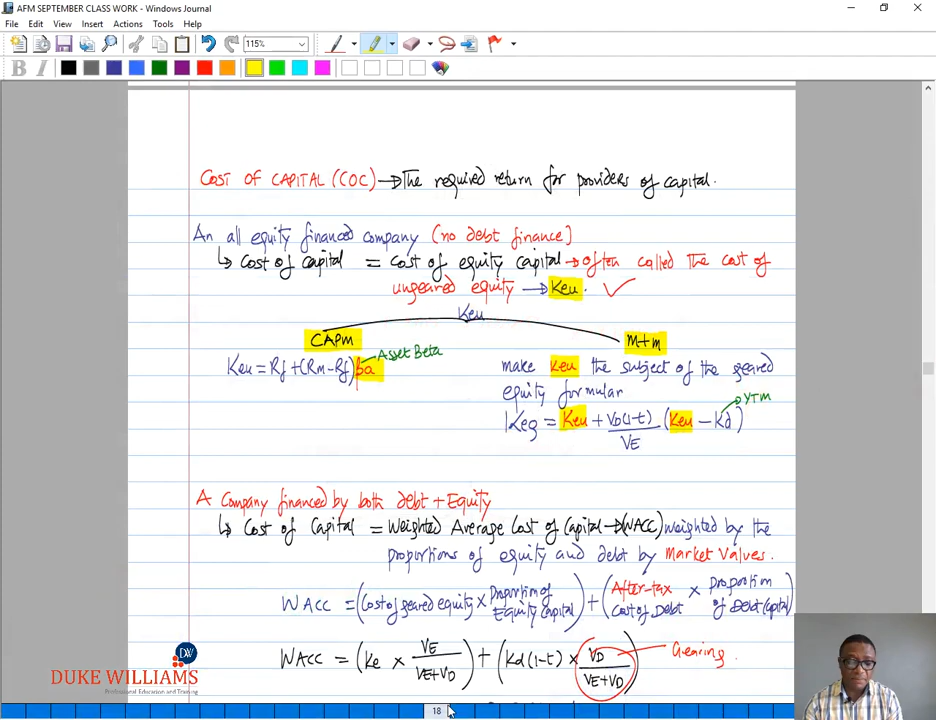 AFM SEPTEMBER CLASS WORK - Windows Journal
File Edit View Insert Actions Tools Help
115%
B I
COST OF CAPITAL (COC) → The required return for providers of capital.
An all equity financed company (no debt finance)
↳ Cost of capital = Cost of equity capital → often called the cost of
ungeared equity → Keu. ✓
Keu
CAPM
M+M
Asset Beta
Keu = Rf + (Rm – Rf) βa
make Keu the subject of the geared
equity formular
YTM
Keg = Keu + VD(1-t)/VE (Keu – Kd)
A Company financed by both debt + Equity
↳ Cost of Capital = Weighted Average Cost of Capital → (WACC) weighted by the
proportions of equity and debt by Market Values.
WACC = (Cost of geared equity × Proportion of Equity Capital) + (After-tax Cost of Debt × proportion of Debt Capital)
WACC = (Ke × VE/VE+VD) + (Kd(1-t) × VD/VE+VD) Gearing.
DW
DUKE WILLIAMS
Professional Education and Training
18